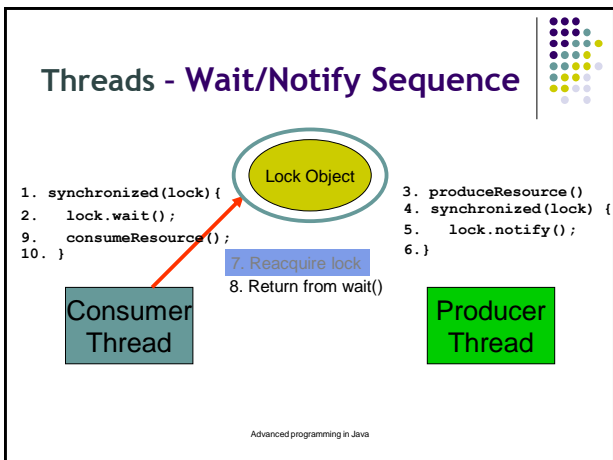 Threads - Wait/Notify Sequence
Lock Object
1. synchronized(lock){
2. lock.wait();
9. consumeResource();
10. }
3. produceResource()
4. synchronized(lock) {
5. lock.notify();
6.}
7. Reacquire lock
8. Return from wait()
Consumer
Thread
Producer
Thread
Advanced programming in Java